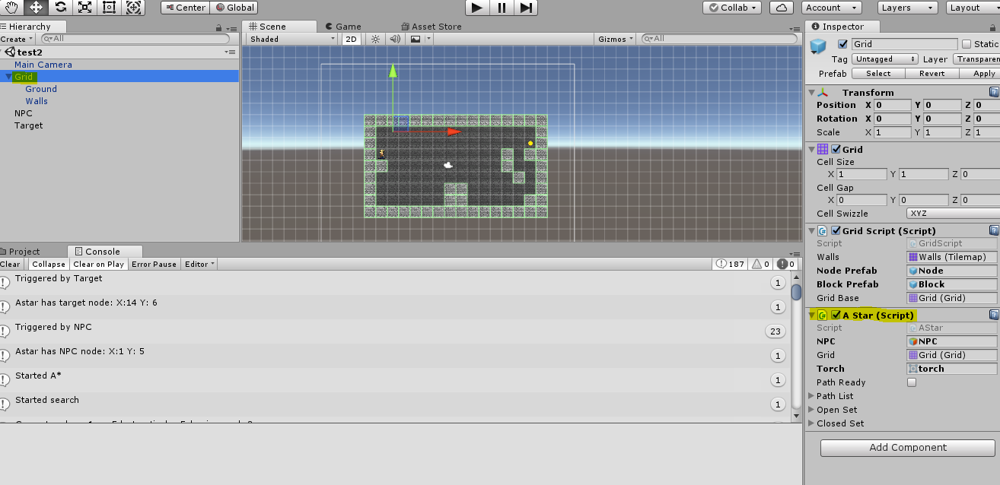 Center Global Collab Account Layers Layout
Hierarchy
Create All
test2
Main Camera
Grid
Ground
Walls
NPC
Target
Scene Game Asset Store
Shaded 2D Gizmos All
Project Console
Clear Collapse Clear on Play Error Pause Editor 187 0 0
Triggered by Target 1
Astar has target node: X:14 Y: 6 1
Triggered by NPC 23
Astar has NPC node: X:1 Y: 5 1
Started A* 1
Started search 1
Inspector
Grid Static
Tag Untagged Layer Transparen
Prefab Select Revert Apply
Transform
Position X 0 Y 0 Z 0
Rotation X 0 Y 0 Z 0
Scale X 1 Y 1 Z 1
Grid
Cell Size
X 1 Y 1 Z 0
Cell Gap
X 0 Y 0 Z 0
Cell Swizzle XYZ
Grid Script (Script)
Script GridScript
Walls Walls (Tilemap)
Node Prefab Node
Block Prefab Block
Grid Base Grid (Grid)
A Star (Script)
Script AStar
NPC NPC
Grid Grid (Grid)
Torch torch
Path Ready
Path List
Open Set
Closed Set
Add Component